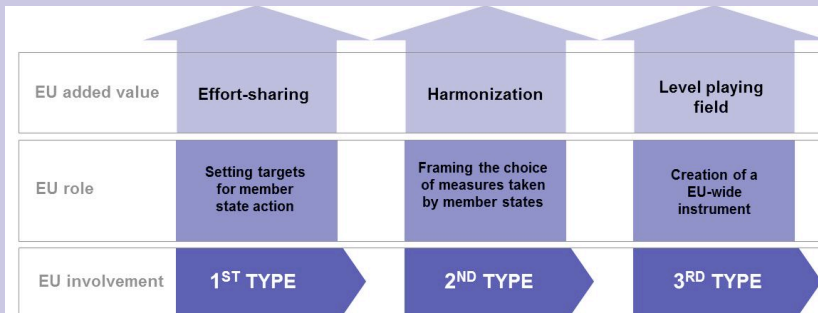 EU added value
Effort-sharing
Harmonization
Level playing
field
EU role
Setting targets
for member
state action
Framing the choice
of measures taken
by member states
Creation of a
EU-wide
instrument
EU involvement
1ST TYPE
2ND TYPE
3RD TYPE